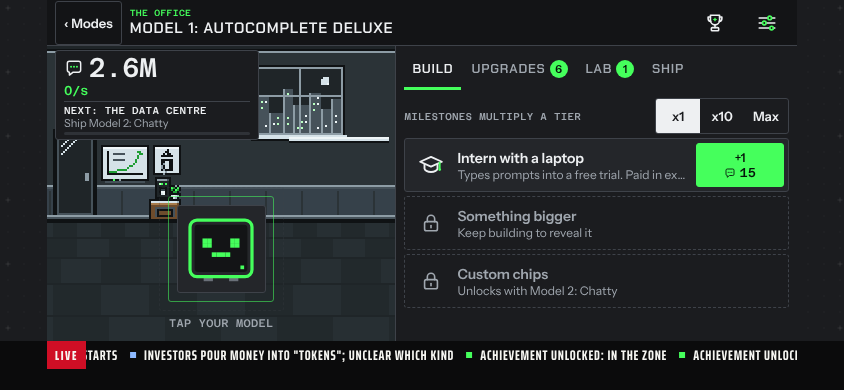 ‹ Modes
THE OFFICE
MODEL 1: AUTOCOMPLETE DELUXE
2.6M
0/s
NEXT: THE DATA CENTRE
Ship Model 2: Chatty
TAP YOUR MODEL
BUILD
UPGRADES 6
LAB 1
SHIP
MILESTONES MULTIPLY A TIER
x1
x10
Max
Intern with a laptop
Types prompts into a free trial. Paid in ex...
+1
15
Something bigger
Keep building to reveal it
Custom chips
Unlocks with Model 2: Chatty
LIVE
STARTS ■ INVESTORS POUR MONEY INTO "TOKENS"; UNCLEAR WHICH KIND ■ ACHIEVEMENT UNLOCKED: IN THE ZONE ■ ACHIEVEMENT UNLOC